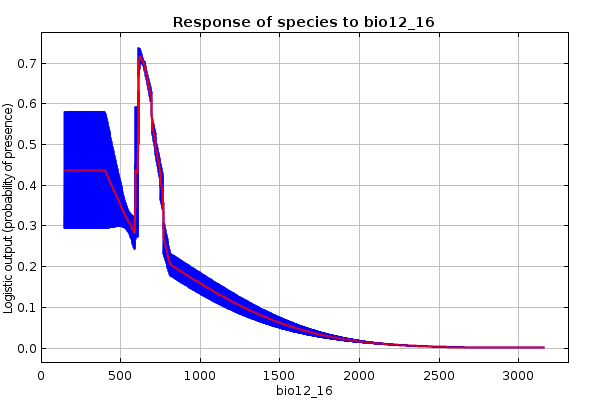 Response of species to bio12_16
Logistic output (probability of presence)
0.7
0.6
0.5
0.4
0.3
0.2
0.1
0.0
0 500 1000 1500 2000 2500 3000
bio12_16